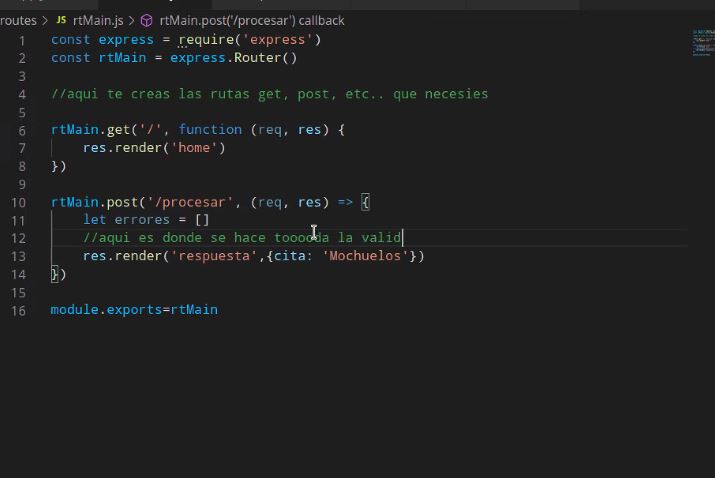 routes > JS rtMain.js > rtMain.post('/procesar') callback
1 const express = require('express')
2 const rtMain = express.Router()
3
4 //aqui te creas las rutas get, post, etc.. que necesies
5
6 rtMain.get('/', function (req, res) {
7 res.render('home')
8 })
9
10 rtMain.post('/procesar', (req, res) => {
11 let errores = []
12 //aqui es donde se hace tooooda la valid
13 res.render('respuesta',{cita: 'Mochuelos'})
14 })
15
16 module.exports=rtMain